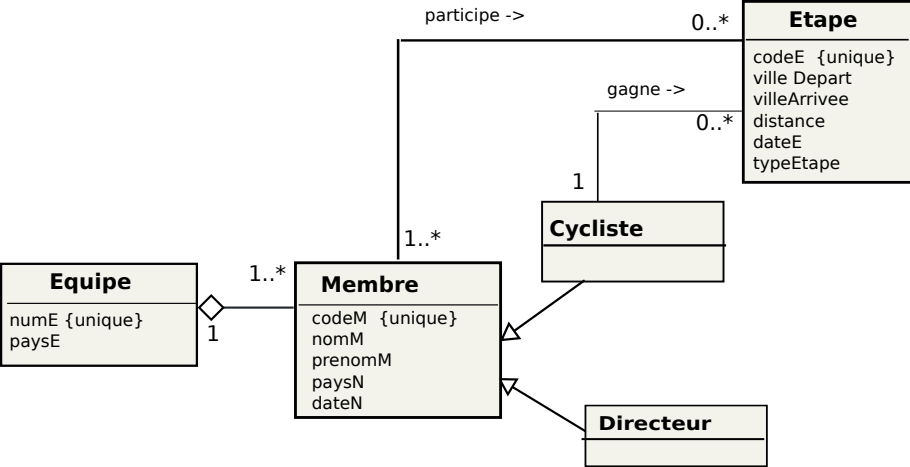 participe ->
0..*
Etape
codeE {unique}
ville Depart
villeArrivee
distance
dateE
typeEtape
gagne ->
0..*
1
Cycliste
1..*
Equipe
numE {unique}
paysE
1
1..*
Membre
codeM {unique}
nomM
prenomM
paysN
dateN
Directeur